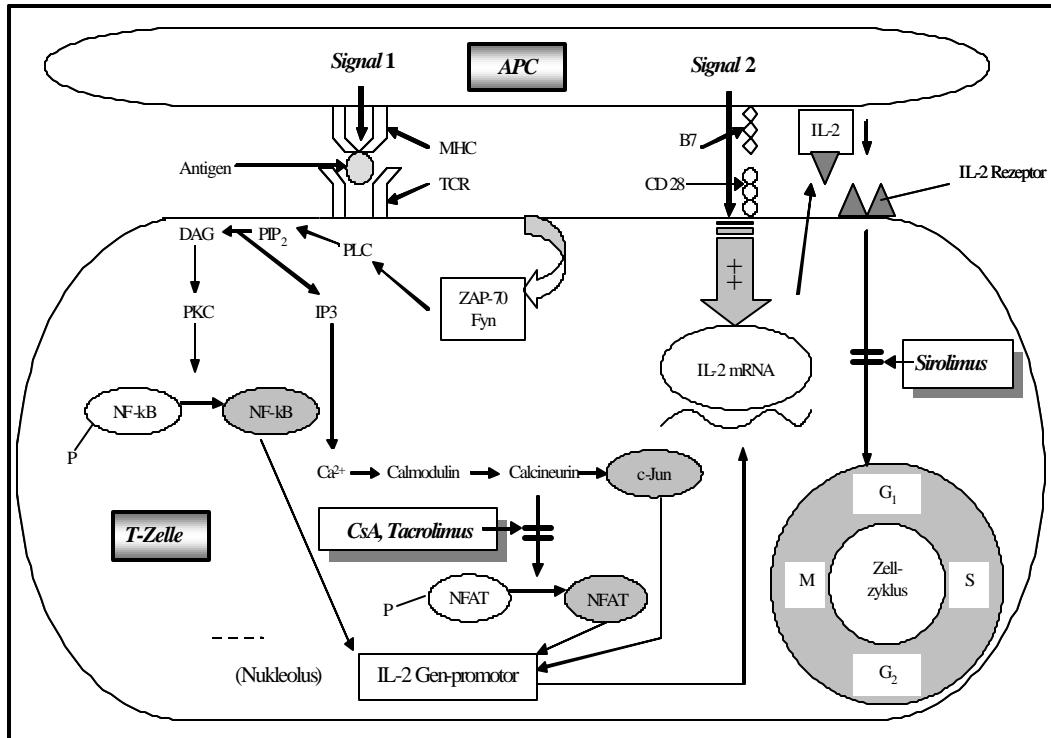 Signal 1
APC
Signal 2
MHC
Antigen
TCR
B7
CD 28
IL-2
IL-2 Rezeptor
DAG
PIP2
PLC
ZAP-70
Fyn
PKC
IP3
++
IL-2 mRNA
Sirolimus
NF-kB
NF-kB
P
Ca2+
Calmodulin
Calcineurin
c-Jun
T-Zelle
CsA, Tacrolimus
P
NFAT
NFAT
(Nukleolus)
IL-2 Gen-promotor
G1
M
Zell-
zyklus
S
G2